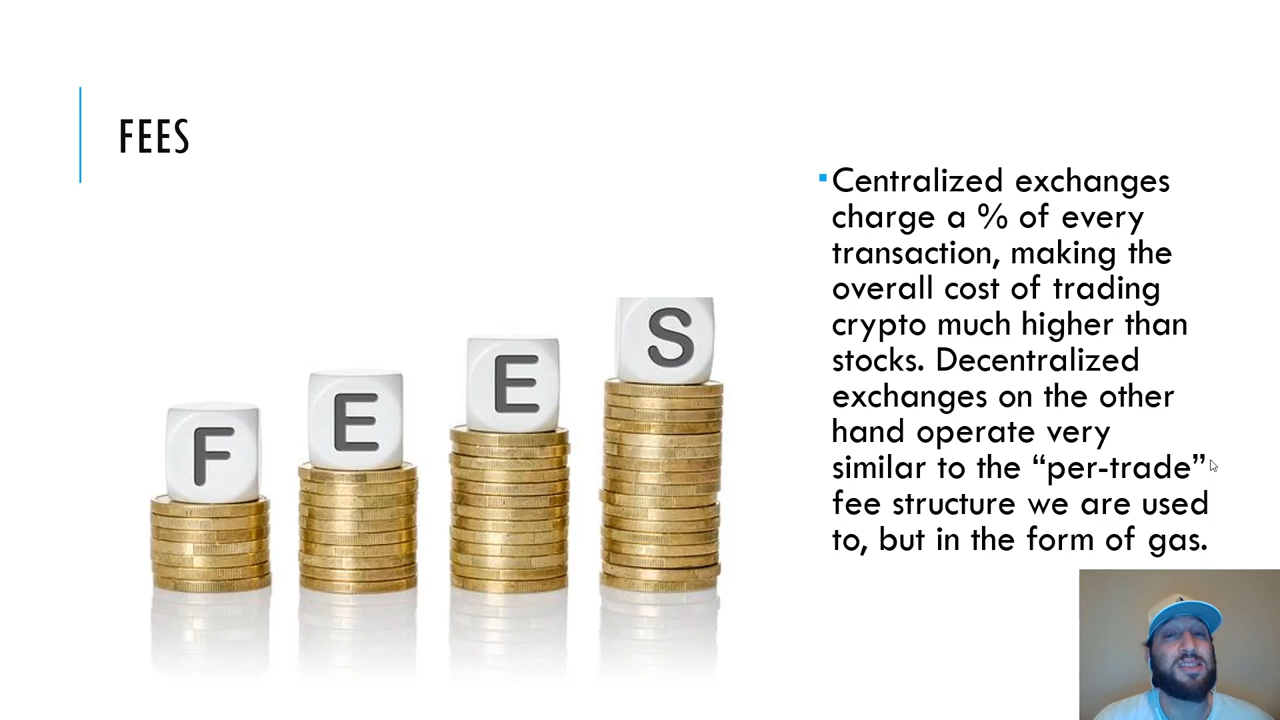 FEES
Centralized exchanges
charge a % of every
transaction, making the
overall cost of trading
crypto much higher than
stocks. Decentralized
exchanges on the other
hand operate very
similar to the “per-trade”
fee structure we are used
to, but in the form of gas.
F E E S